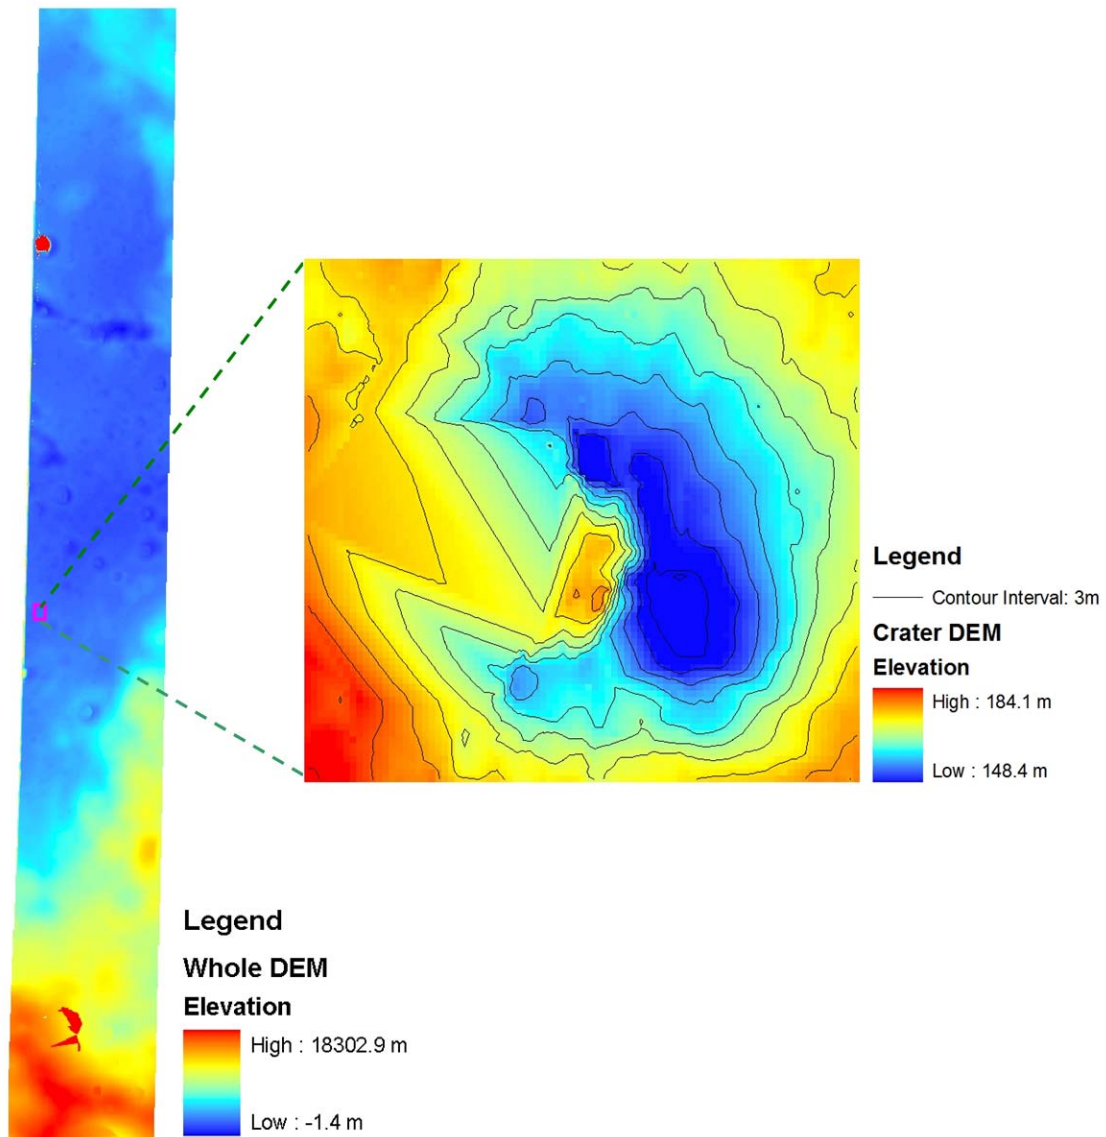 Legend
Contour Interval: 3m
Crater DEM
Elevation
High : 184.1 m
Low : 148.4 m
Legend
Whole DEM
Elevation
High : 18302.9 m
Low : -1.4 m